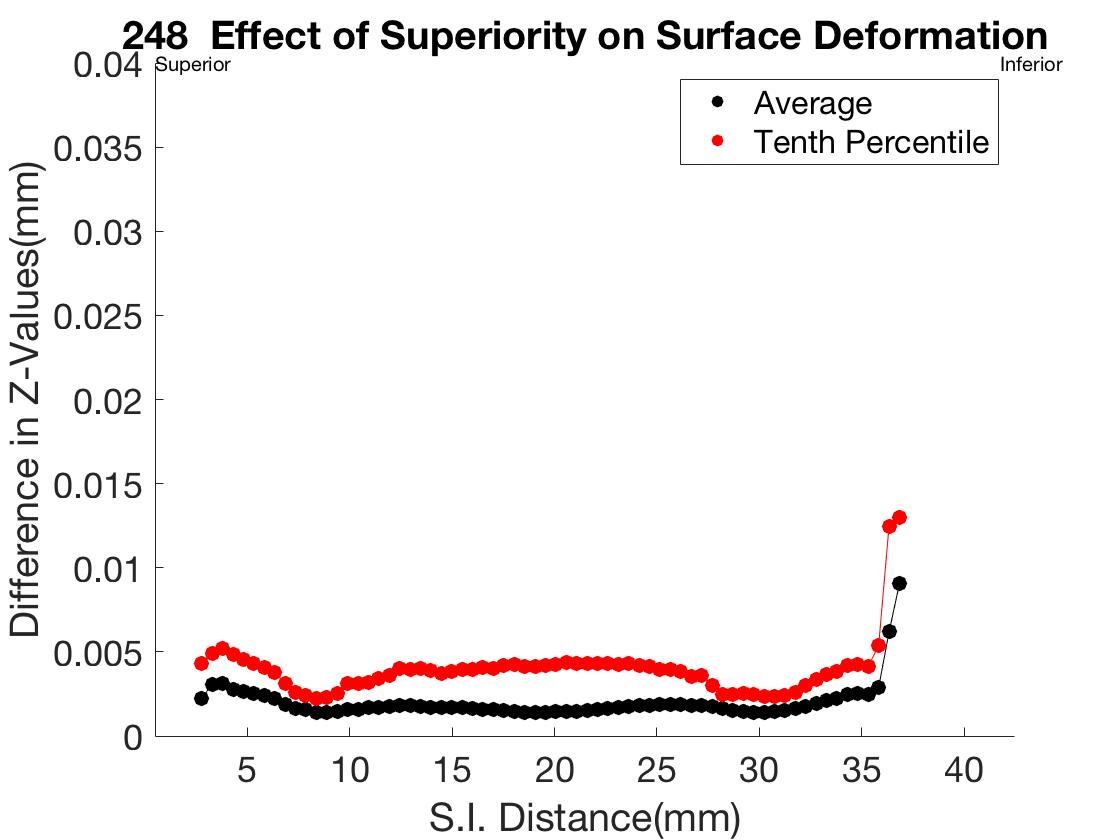 248  Effect of Superiority on Surface Deformation
Superior
Inferior
Average
Tenth Percentile
Difference in Z-Values(mm)
0.04
0.035
0.03
0.025
0.02
0.015
0.01
0.005
0
5 10 15 20 25 30 35 40
S.I. Distance(mm)